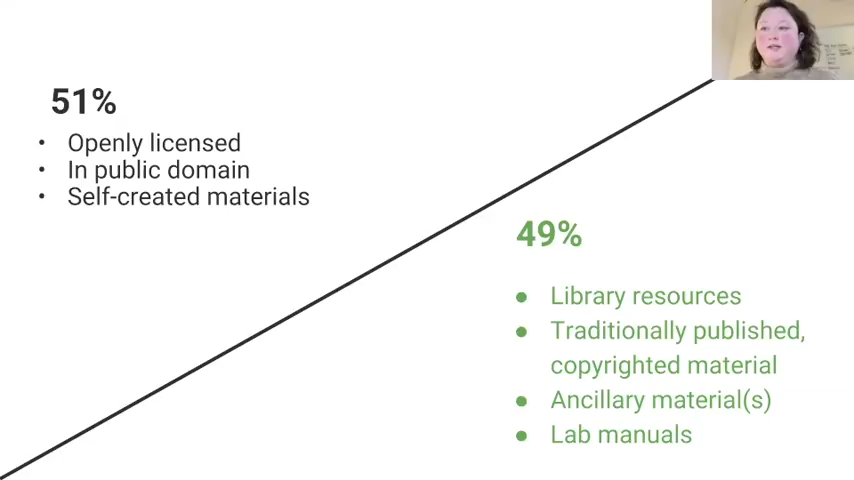 51%
• Openly licensed
• In public domain
• Self-created materials
49%
● Library resources
● Traditionally published,
copyrighted material
● Ancillary material(s)
● Lab manuals